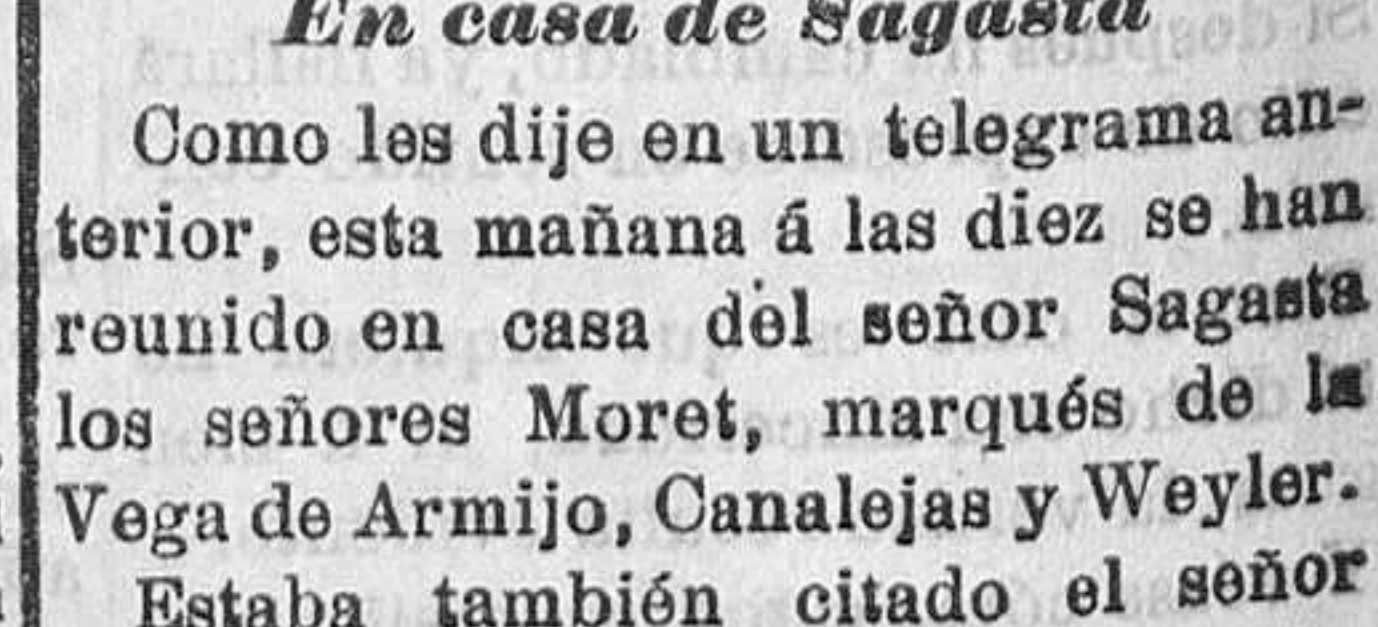 En casa de Sagasta
Como les dije en un telegrama an-
terior, esta mañana á las diez se han
reunido en casa del señor Sagasta
los señores Moret, marqués de la
Vega de Armijo, Canalejas y Weyler.
Estaba también citado el señor